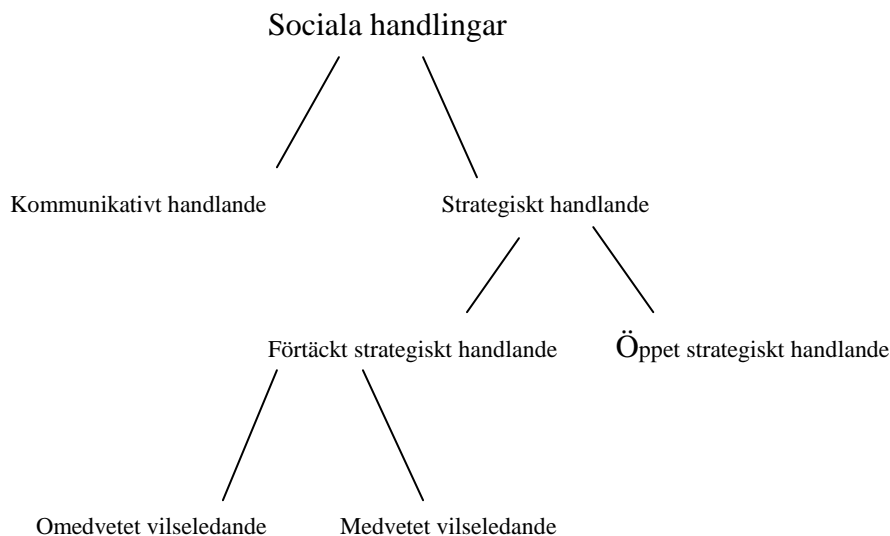 Sociala handlingar
Kommunikativt handlande
Strategiskt handlande
Förtäckt strategiskt handlande
Öppet strategiskt handlande
Omedvetet vilseledande
Medvetet vilseledande